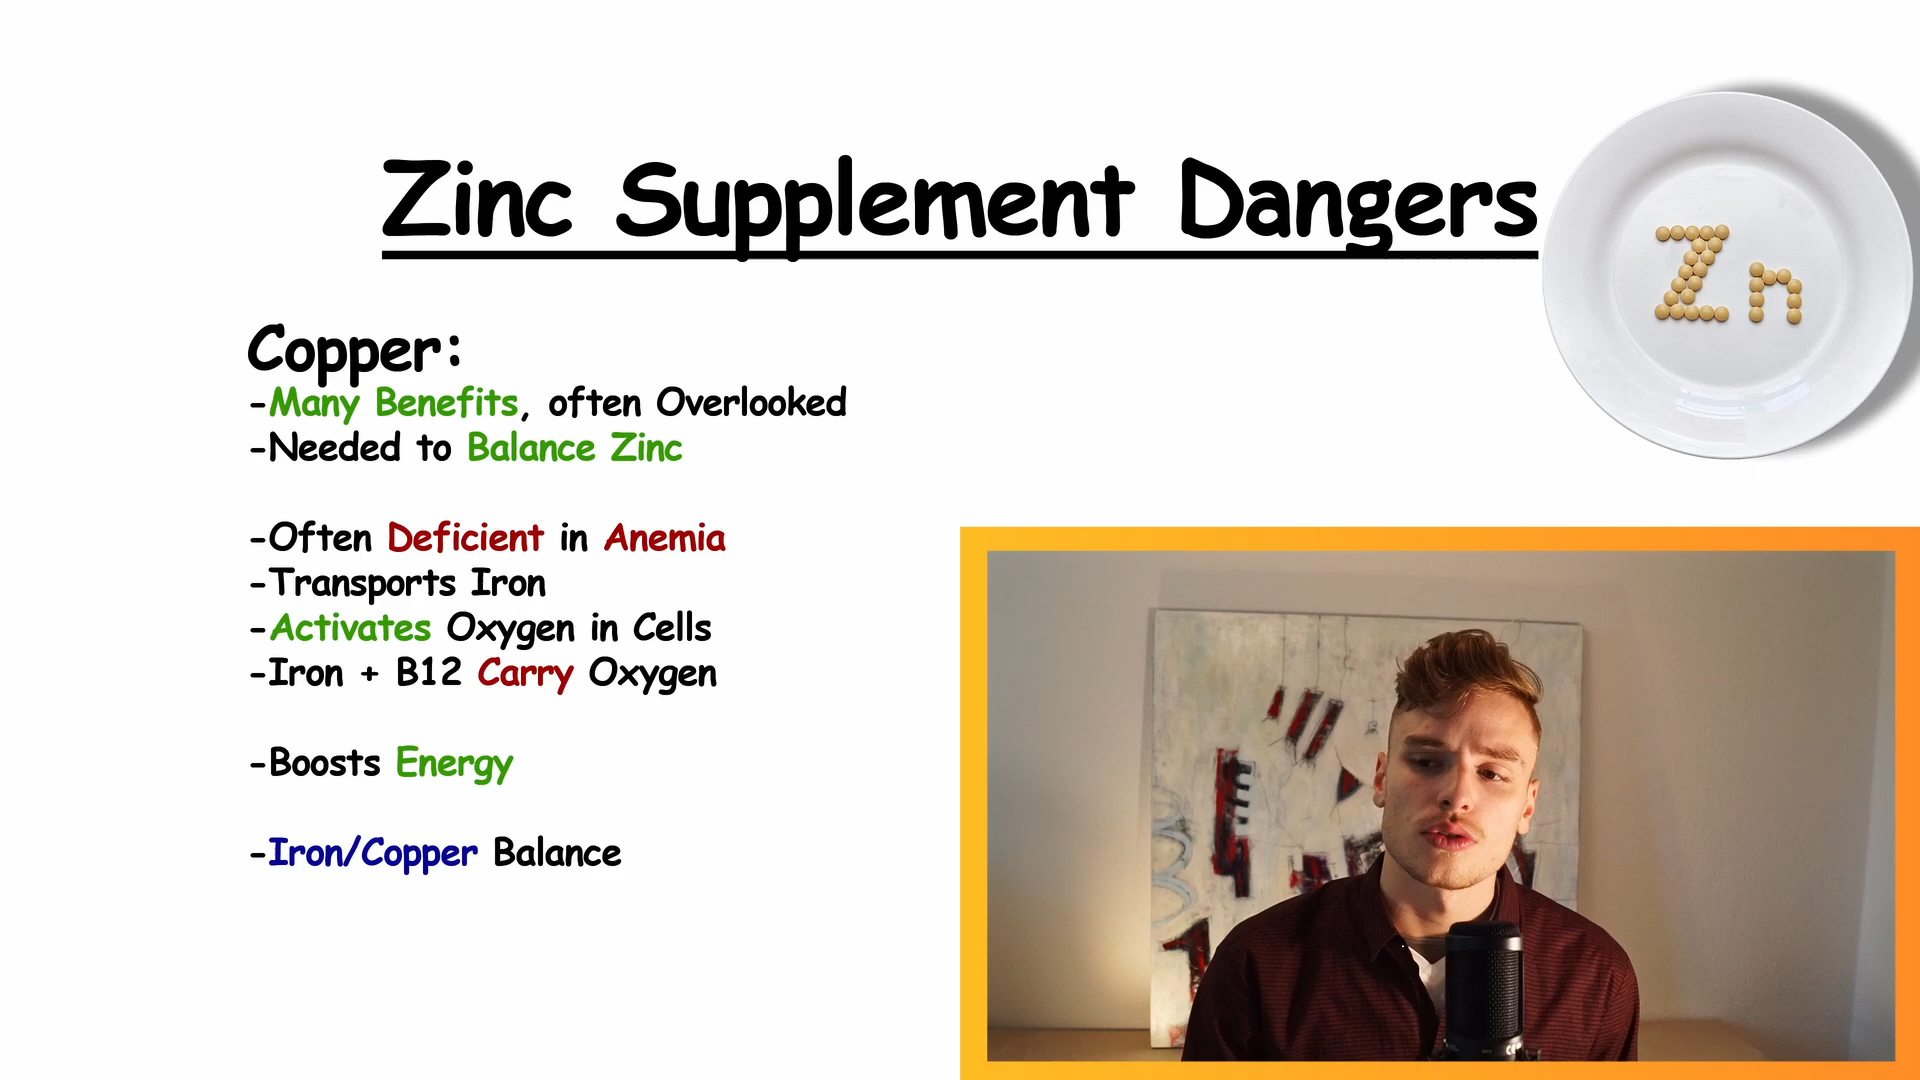 Zinc Supplement Dangers
Zn
Copper:
-Many Benefits, often Overlooked
-Needed to Balance Zinc
-Often Deficient in Anemia
-Transports Iron
-Activates Oxygen in Cells
-Iron + B12 Carry Oxygen
-Boosts Energy
-Iron/Copper Balance